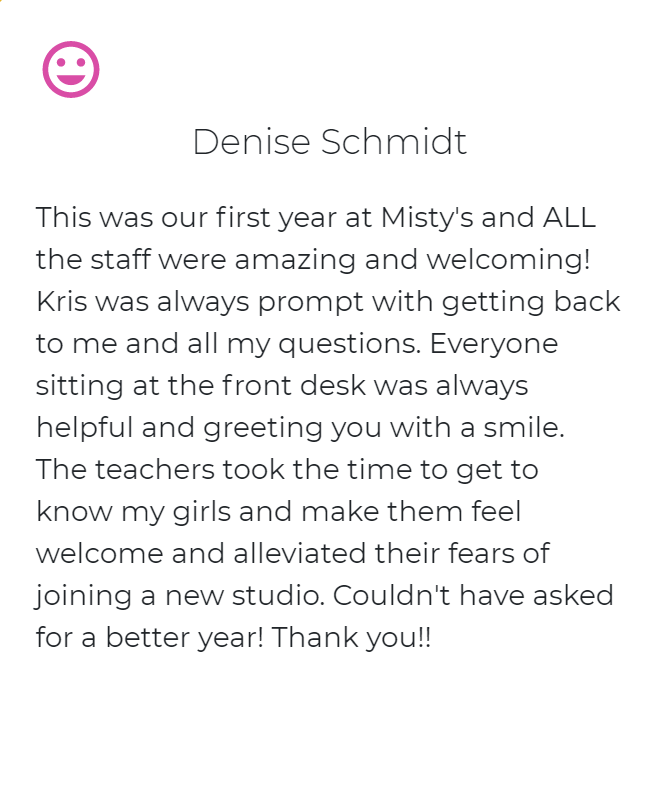 Denise Schmidt
This was our first year at Misty's and ALL
the staff were amazing and welcoming!
Kris was always prompt with getting back
to me and all my questions. Everyone
sitting at the front desk was always
helpful and greeting you with a smile.
The teachers took the time to get to
know my girls and make them feel
welcome and alleviated their fears of
joining a new studio. Couldn't have asked
for a better year! Thank you!!